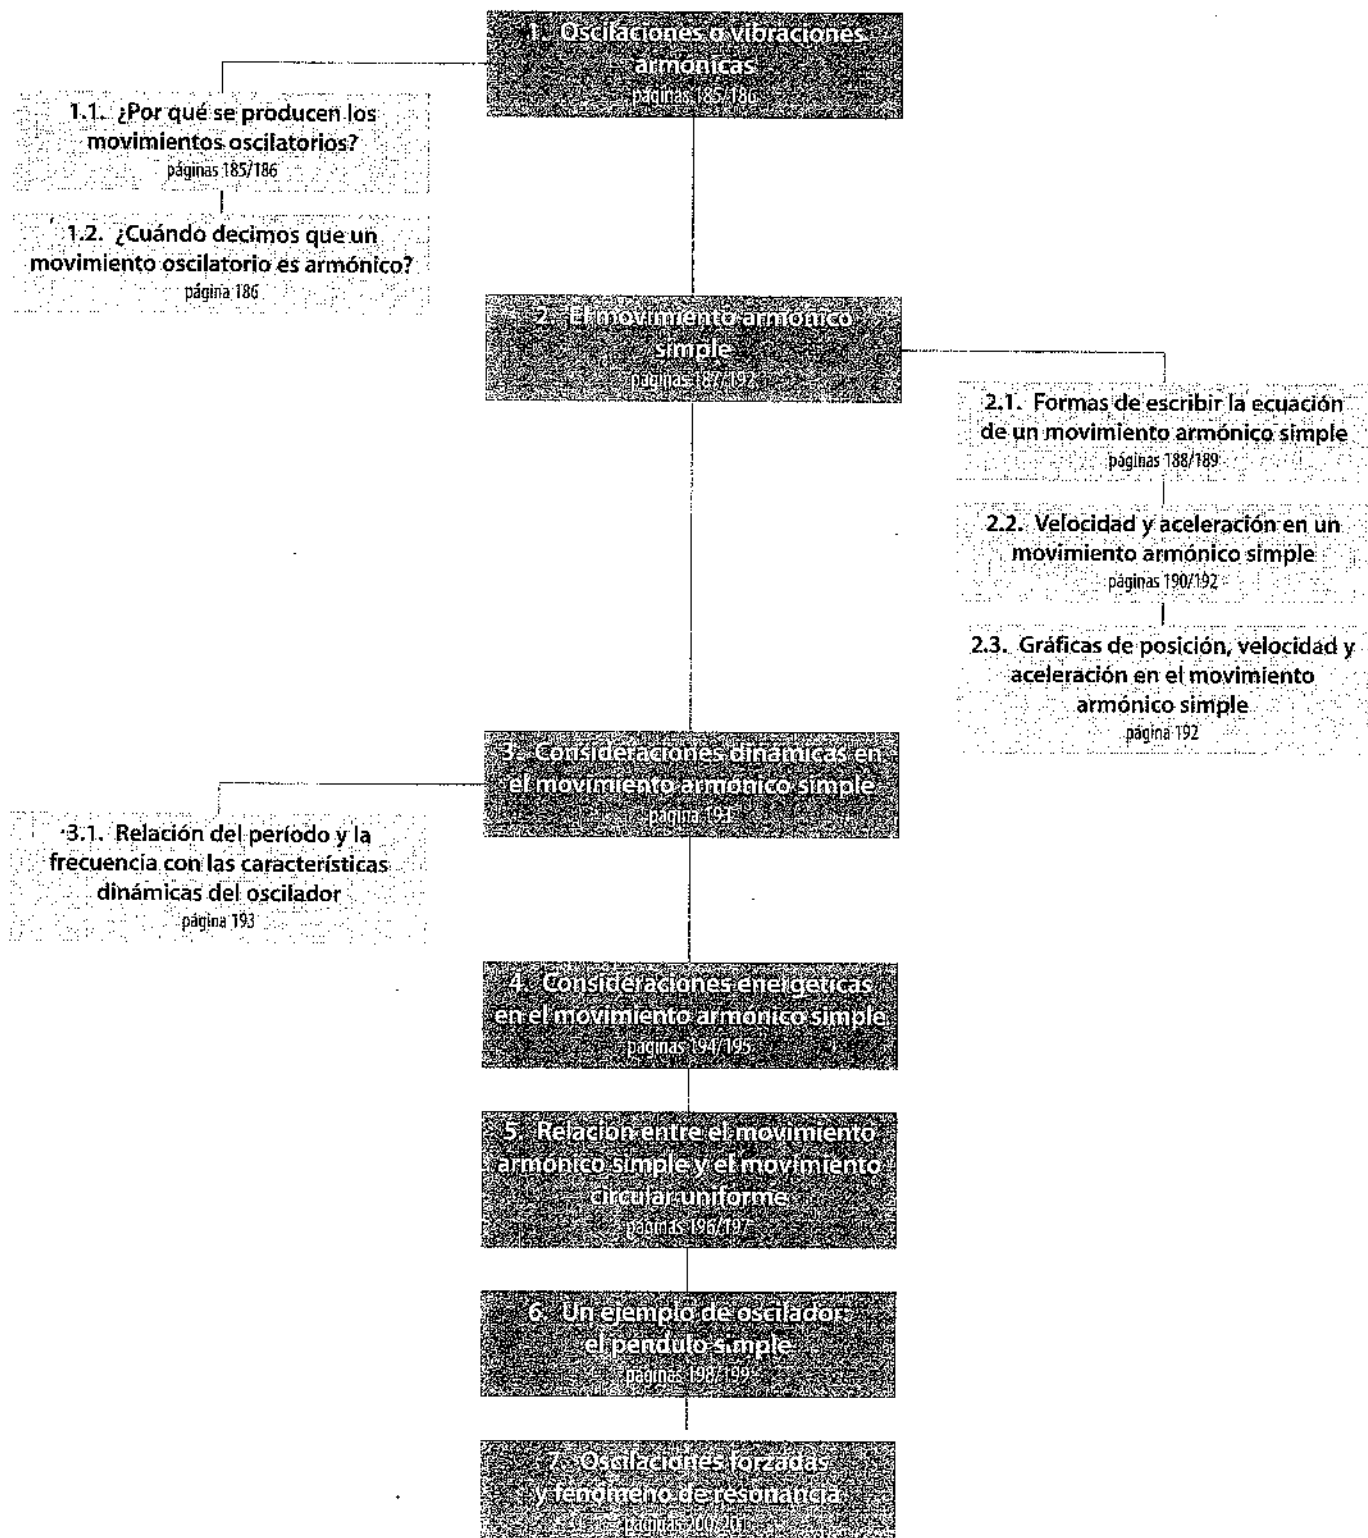 1. Oscilaciones o vibraciones
armónicas
páginas 185/186
1.1. ¿Por qué se producen los
movimientos oscilatorios?
páginas 185/186
1.2. ¿Cuándo decimos que un
movimiento oscilatorio es armónico?
página 186
2. El movimiento armónico
simple
páginas 187/192
2.1. Formas de escribir la ecuación
de un movimiento armónico simple
páginas 188/189
2.2. Velocidad y aceleración en un
movimiento armónico simple
páginas 190/192
2.3. Gráficas de posición, velocidad y
aceleración en el movimiento
armónico simple
página 192
3. Consideraciones dinámicas en
el movimiento armónico simple
página
3.1. Relación del período y la
frecuencia con las características
dinámicas del oscilador
página 193
4. Consideraciones energéticas
en el movimiento armónico simple
páginas 194/195
5. Relación entre el movimiento
armónico simple y el movimiento
circular uniforme
páginas 196/197
6. Un ejemplo de oscilador:
el péndulo simple
páginas 198/199
7. Oscilaciones forzadas
y fenómeno de resonancia
páginas 200/201